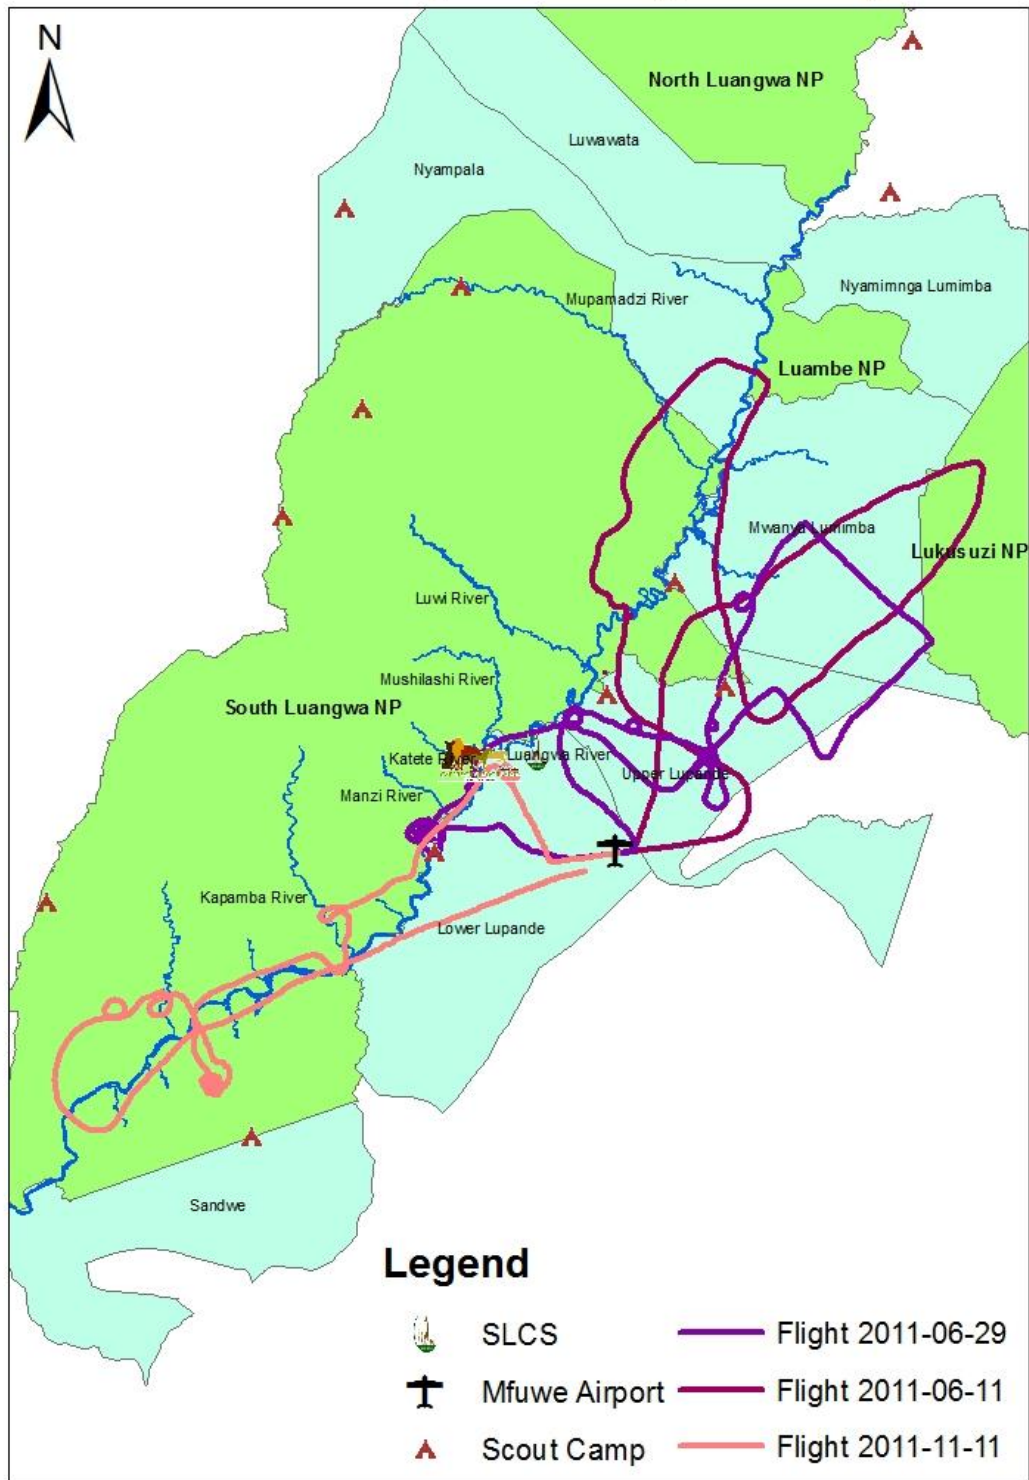 N
North Luangwa NP
Luwawata
Nyampala
Nyamimnga Lumimba
Mupamadzi River
Luambe NP
Mwanya Lumimba
Lukusuzi NP
Luwi River
Mushilashi River
South Luangwa NP
Katete River
Luangwa River
Upper Lupande
Manzi River
Kapamba River
Lower Lupande
Sandwe
Legend
SLCS
Flight 2011-06-29
Mfuwe Airport
Flight 2011-06-11
Scout Camp
Flight 2011-11-11